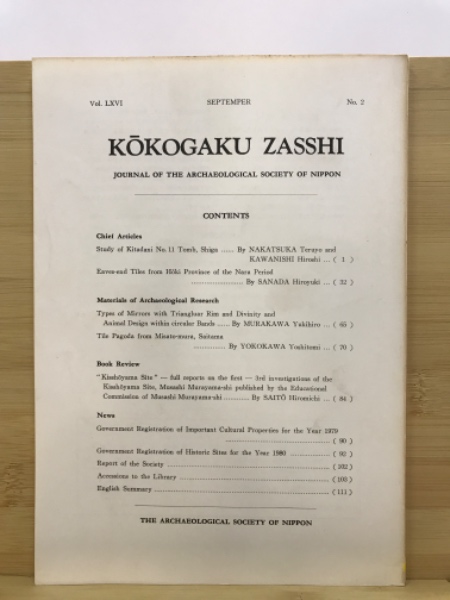 Vol. LXVI SEPTEMPER No. 2
KŌKOGAKU ZASSHI
JOURNAL OF THE ARCHAEOLOGICAL SOCIETY OF NIPPON
CONTENTS
Chief Articles
Study of Kitadani No. 11 Tomb, Shiga ...... By NAKATSUKA Teruyo and
KAWANISHI Hiroshi ... ( 1 )
Eaves-end Tiles from Hōki Province of the Nara Period
........................ By SANADA Hiroyuki ... ( 32 )
Materials of Archaeological Research
Types of Mirrors with Triangluar Rim and Divinity and
Animal Design within circular Bands ..... By MURAKAWA Yukihiro ... ( 65 )
Tile Pagoda from Misato-mura, Saitama
.............. By YOKOKAWA Yoshitomi ... ( 70 )
Book Review
"Kisshōyama Site" — full reports on the first — 3rd investigations of the
Kisshōyama Site, Musashi Murayama-shi published by the Educational
Commission of Musashi Murayama-shi ........... By SAITŌ Hiromichi ... ( 84 )
News
Government Registration of Important Cultural Properties for the Year 1979
............................................ ( 90 )
Government Registration of Historic Sites for the Year 1980 ............... ( 92 )
Report of the Society ............................................ ( 102 )
Accessions to the Library ............................................ ( 105 )
English Summary ............................................ ( 111 )
THE ARCHAEOLOGICAL SOCIETY OF NIPPON